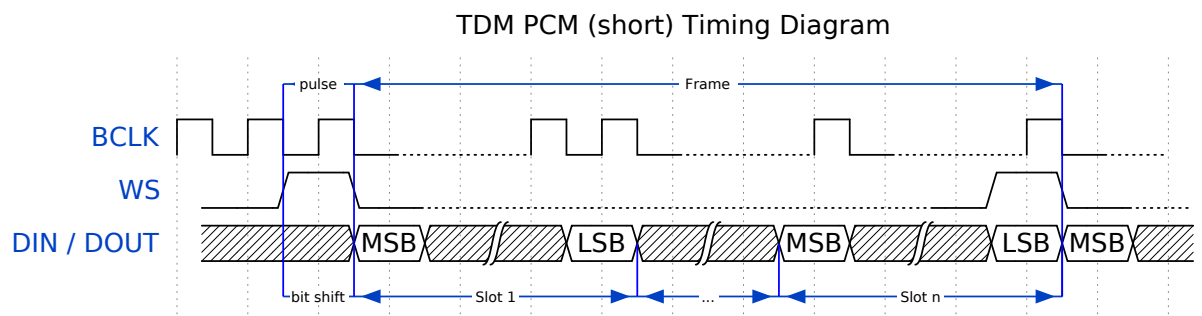 TDM PCM (short) Timing Diagram
pulse Frame
BCLK
WS
DIN / DOUT MSB LSB MSB LSB MSB
bit shift Slot 1 ... Slot n